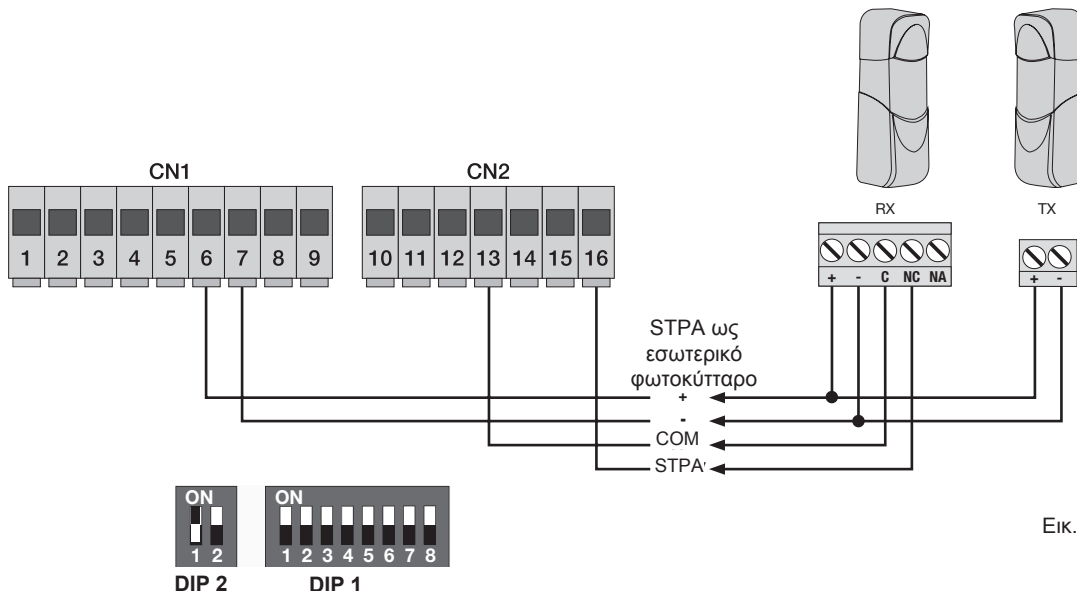 CN1 CN2
RX TX
1 2 3 4 5 6 7 8 9 10 11 12 13 14 15 16
+ - C NC NA + -
STPA ως
εσωτερικό
φωτοκύτταρο
+
-
COM
STPA
ON ON
1 2 1 2 3 4 5 6 7 8
DIP 2 DIP 1
Εικ.